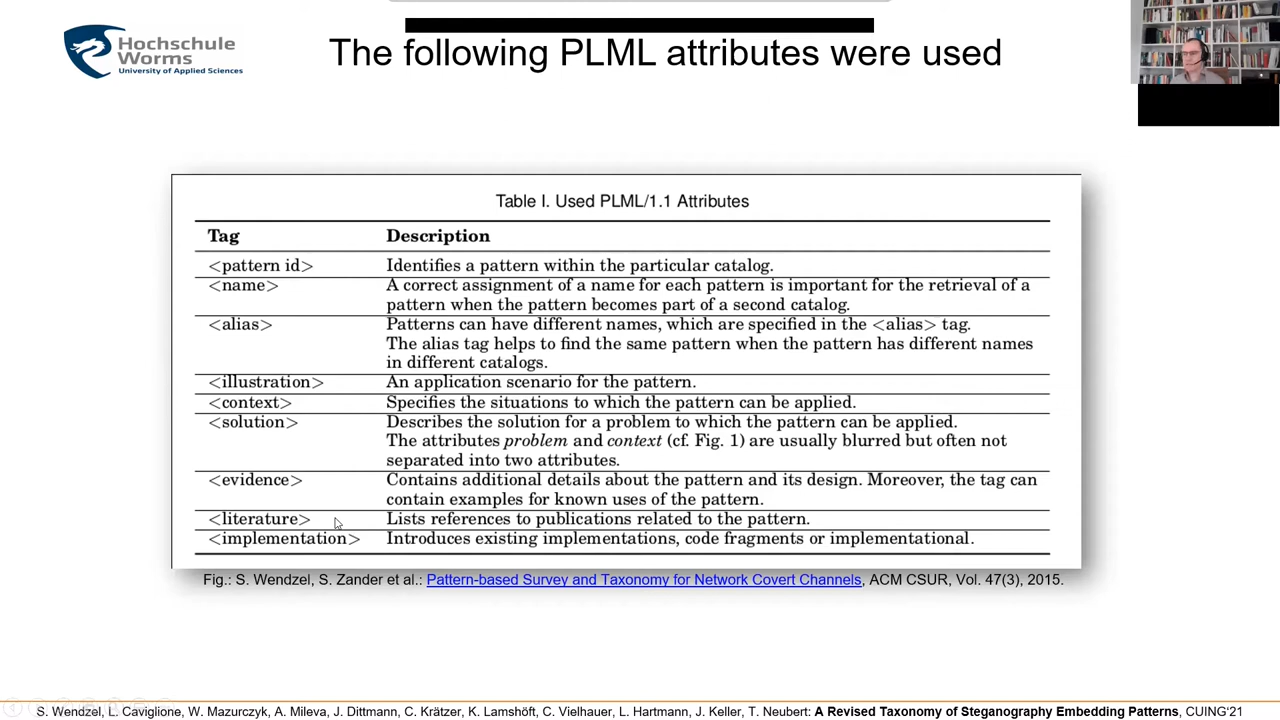 Hochschule
Worms
University of Applied Sciences
The following PLML attributes were used
Table I. Used PLML/1.1 Attributes
Tag Description
<pattern id> Identifies a pattern within the particular catalog.
<name> A correct assignment of a name for each pattern is important for the retrieval of a
pattern when the pattern becomes part of a second catalog.
<alias> Patterns can have different names, which are specified in the <alias> tag.
The alias tag helps to find the same pattern when the pattern has different names
in different catalogs.
<illustration> An application scenario for the pattern.
<context> Specifies the situations to which the pattern can be applied.
<solution> Describes the solution for a problem to which the pattern can be applied.
The attributes problem and context (cf. Fig. 1) are usually blurred but often not
separated into two attributes.
<evidence> Contains additional details about the pattern and its design. Moreover, the tag can
contain examples for known uses of the pattern.
<literature> Lists references to publications related to the pattern.
<implementation> Introduces existing implementations, code fragments or implementational.
Fig.: S. Wendzel, S. Zander et al.: Pattern-based Survey and Taxonomy for Network Covert Channels, ACM CSUR, Vol. 47(3), 2015.
S. Wendzel, L. Caviglione, W. Mazurczyk, A. Mileva, J. Dittmann, C. Krätzer, K. Lamshöft, C. Vielhauer, L. Hartmann, J. Keller, T. Neubert: A Revised Taxonomy of Steganography Embedding Patterns, CUING‘21